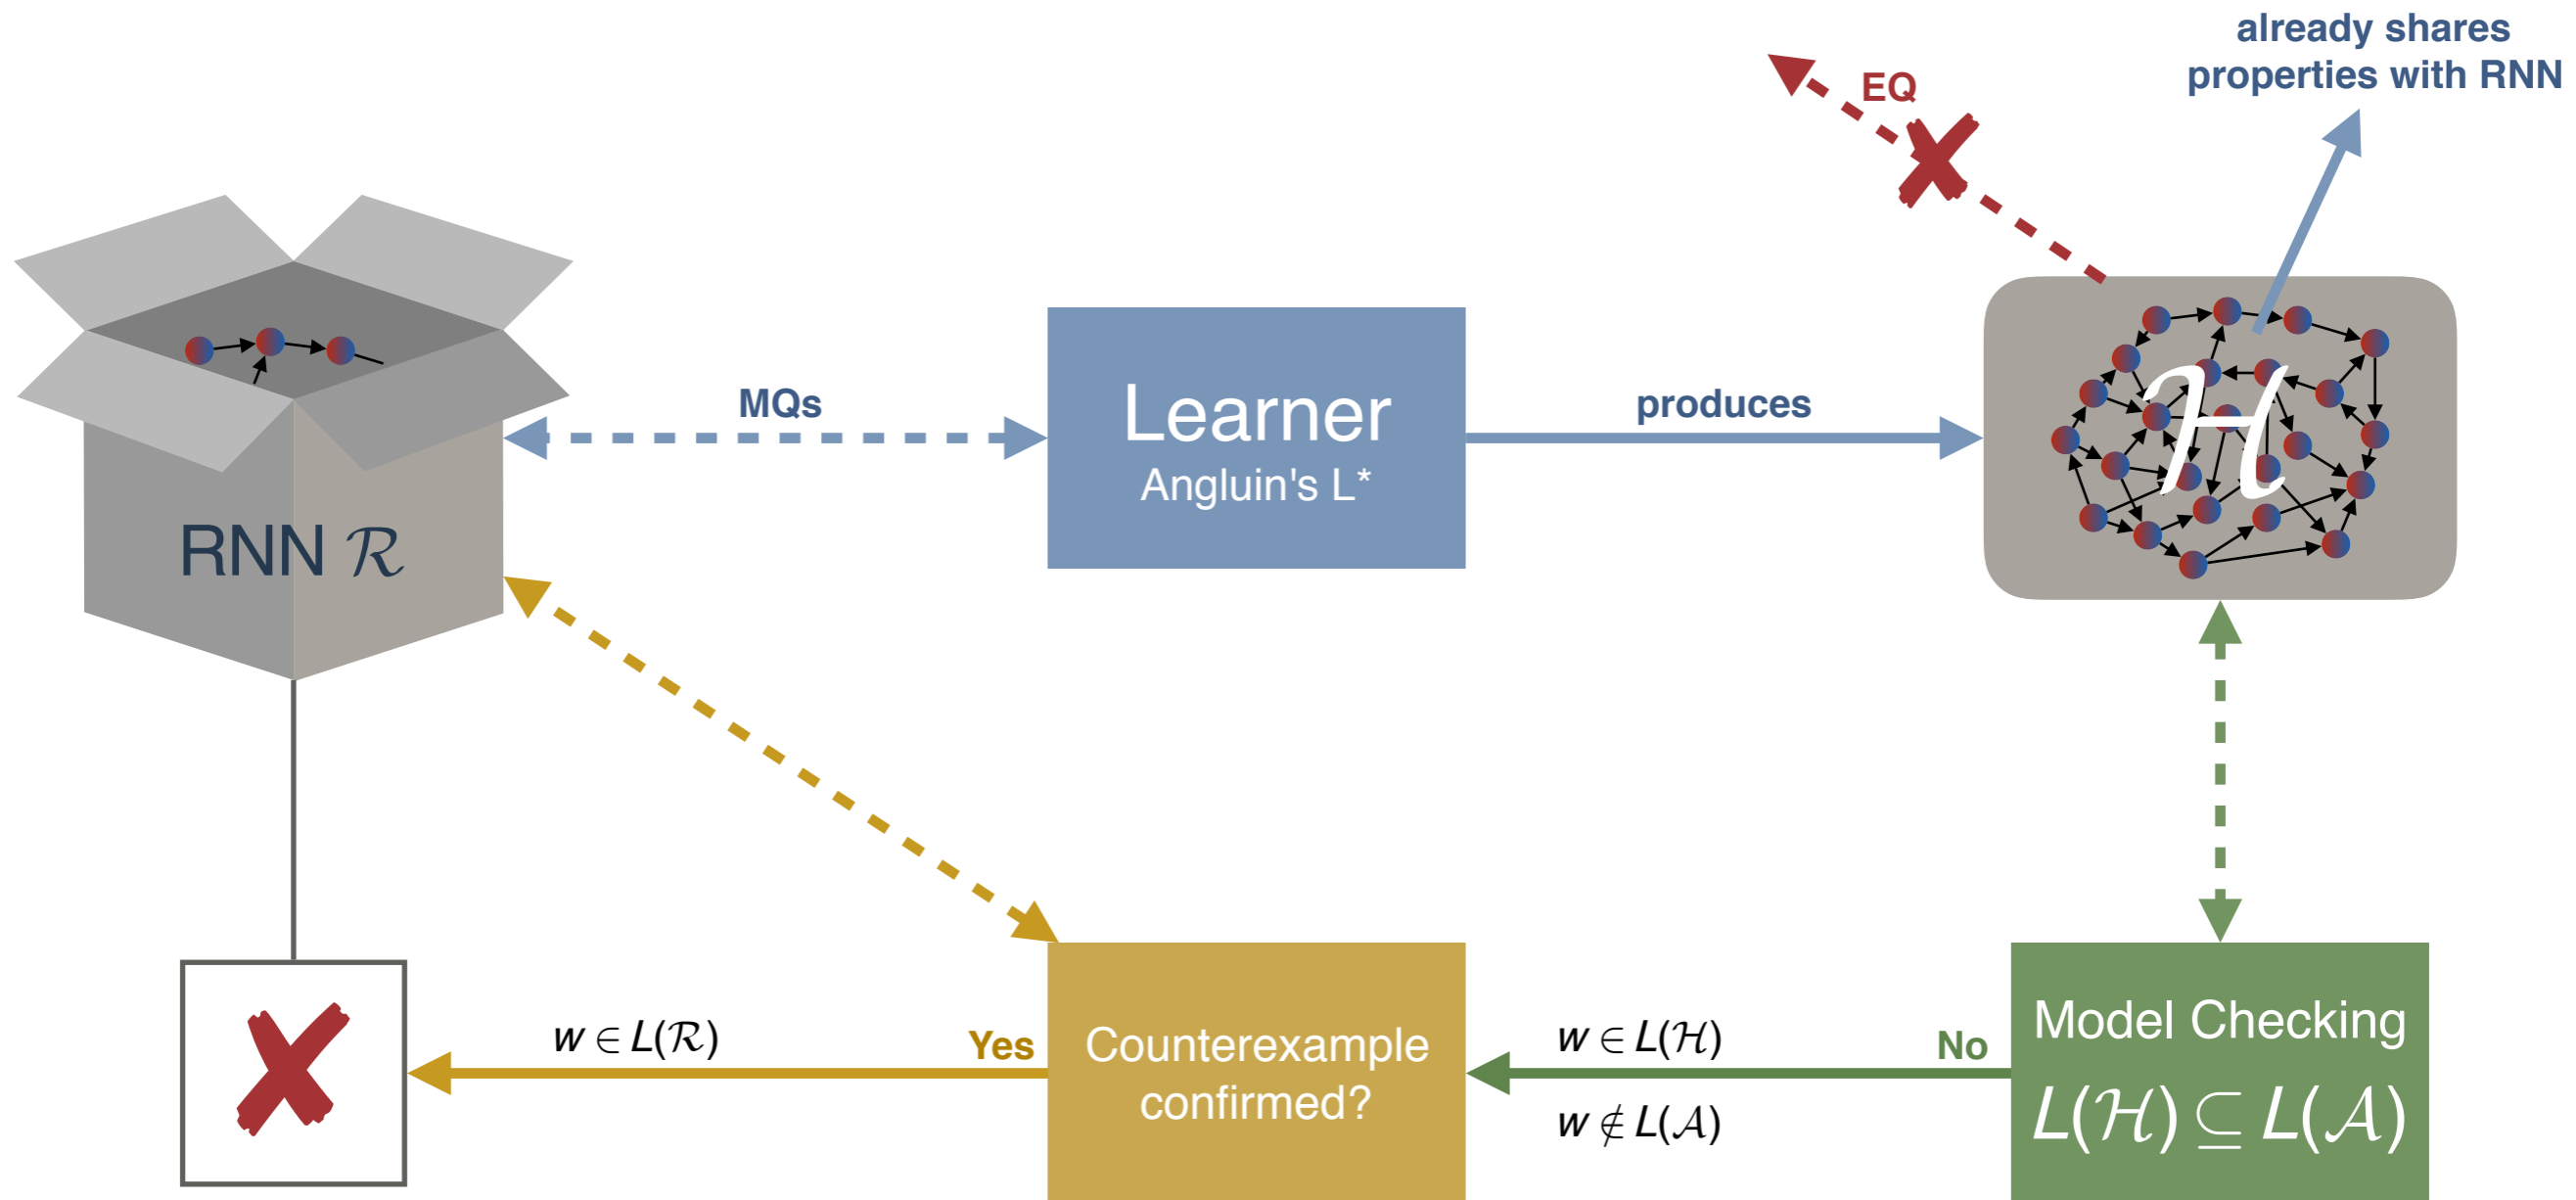 already shares
properties with RNN
EQ
MQs
Learner
Angluin's L*
produces
ℋ
RNN ℛ
w ∈ L(ℛ)
Yes
Counterexample
confirmed?
w ∈ L(ℋ)
w ∉ L(𝒜)
No
Model Checking
L(ℋ) ⊆ L(𝒜)